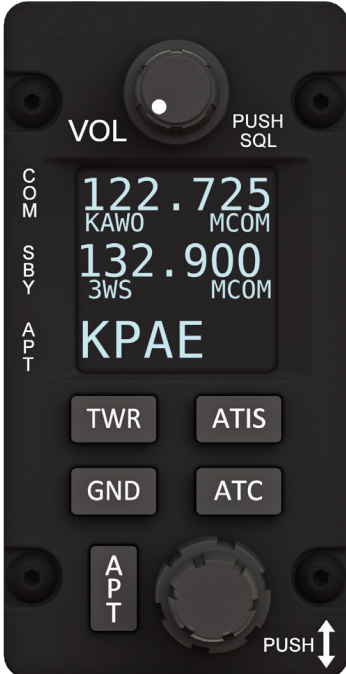 VOL
PUSH
SQL
COM
122.725
KAWO MCOM
SBY
132.900
3WS MCOM
APT
KPAE
TWR
ATIS
GND
ATC
APT
PUSH